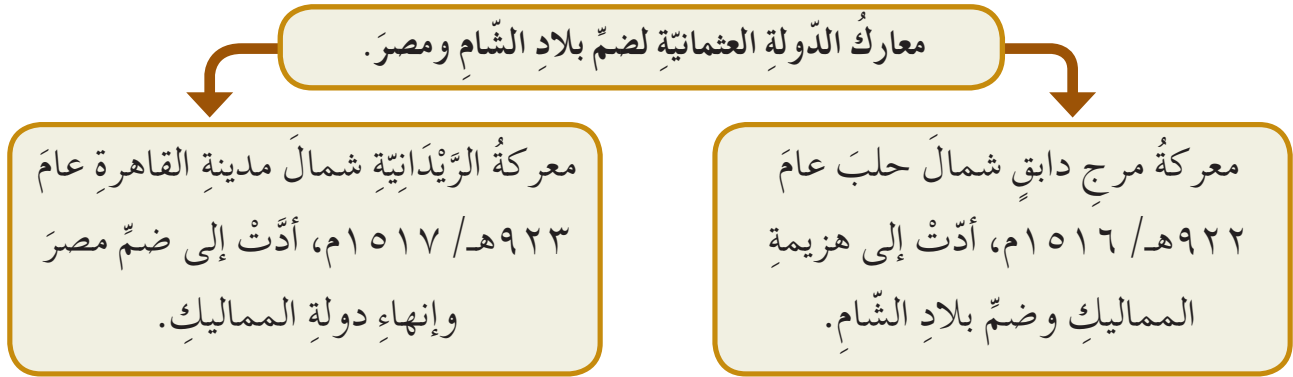 معاركُ الدّولةِ العثمانيّةِ لضمِّ بلادِ الشّامِ ومصرَ.
معركةُ مرجِ دابقٍ شمالَ حلبَ عامَ
٩٢٢هـ/ ١٥١٦م، أدّتْ إلى هزيمةِ
المماليكِ وضمِّ بلادِ الشّامِ.
معركةُ الرَّيْدَانِيّةِ شمالَ مدينةِ القاهرةِ عامَ
٩٢٣هـ/ ١٥١٧م، أدَّتْ إلى ضمِّ مصرَ
وإنهاءِ دولةِ المماليكِ.